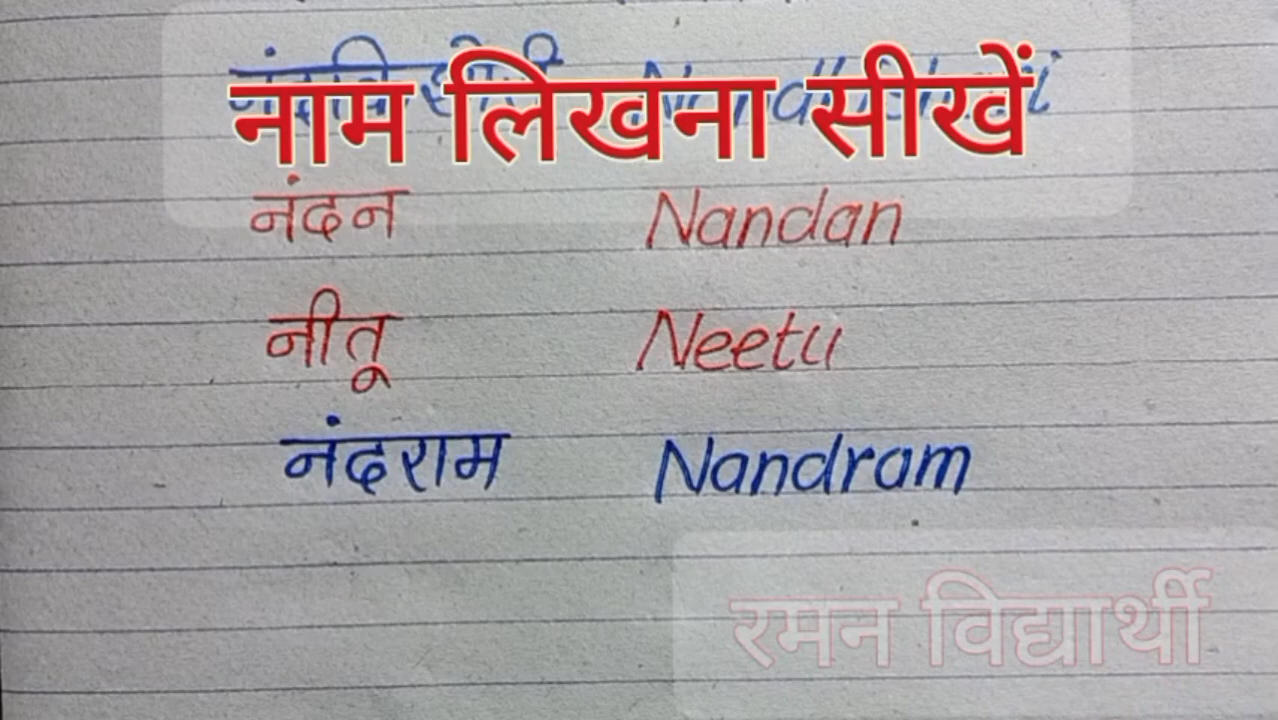 नाम लिखना सीखें
नंदन Nandan
नीतू Neetu
नंदराम Nandram
रमन विद्यार्थी